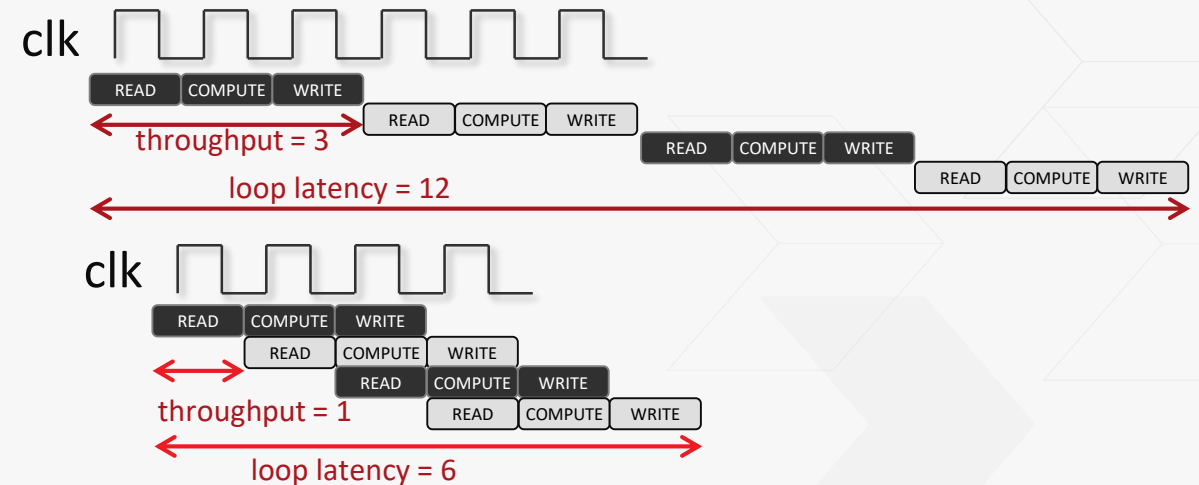 clk
READ COMPUTE WRITE
READ COMPUTE WRITE
throughput = 3
READ COMPUTE WRITE
READ COMPUTE WRITE
loop latency = 12
clk
READ COMPUTE WRITE
READ COMPUTE WRITE
READ COMPUTE WRITE
throughput = 1
READ COMPUTE WRITE
loop latency = 6